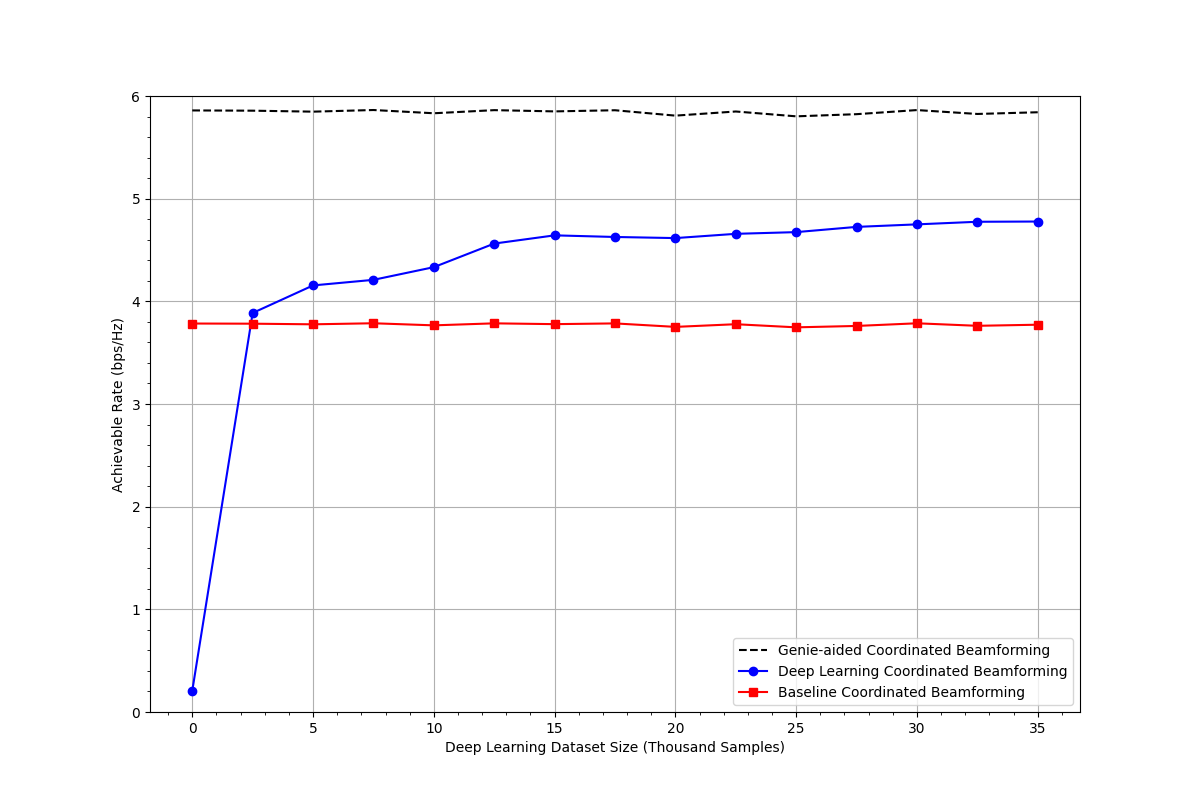 6
5
4
3
2
1
0
Achievable Rate (bps/Hz)
0 5 10 15 20 25 30 35
Deep Learning Dataset Size (Thousand Samples)
Genie-aided Coordinated Beamforming
Deep Learning Coordinated Beamforming
Baseline Coordinated Beamforming